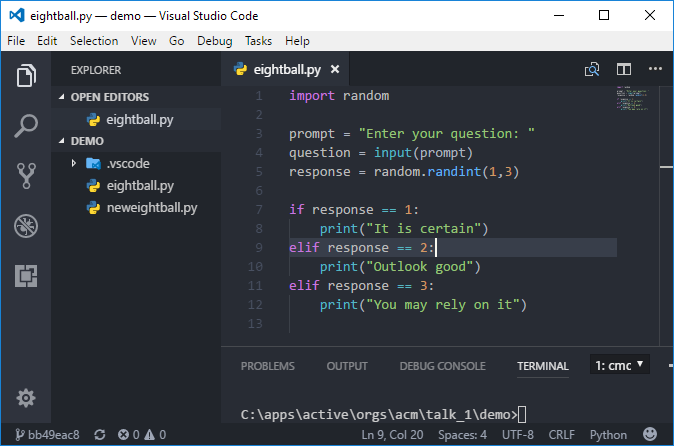 eightball.py — demo — Visual Studio Code
File Edit Selection View Go Debug Tasks Help
EXPLORER
OPEN EDITORS
eightball.py
DEMO
.vscode
eightball.py
neweightball.py
eightball.py
1 import random
2
3 prompt = "Enter your question: "
4 question = input(prompt)
5 response = random.randint(1,3)
6
7 if response == 1:
8     print("It is certain")
9 elif response == 2:
10     print("Outlook good")
11 elif response == 3:
12     print("You may rely on it")
13
PROBLEMS OUTPUT DEBUG CONSOLE TERMINAL 1: cmc
C:\apps\active\orgs\acm\talk_1\demo>
bb49eac8 0 0 Ln 9, Col 20 Spaces: 4 UTF-8 CRLF Python